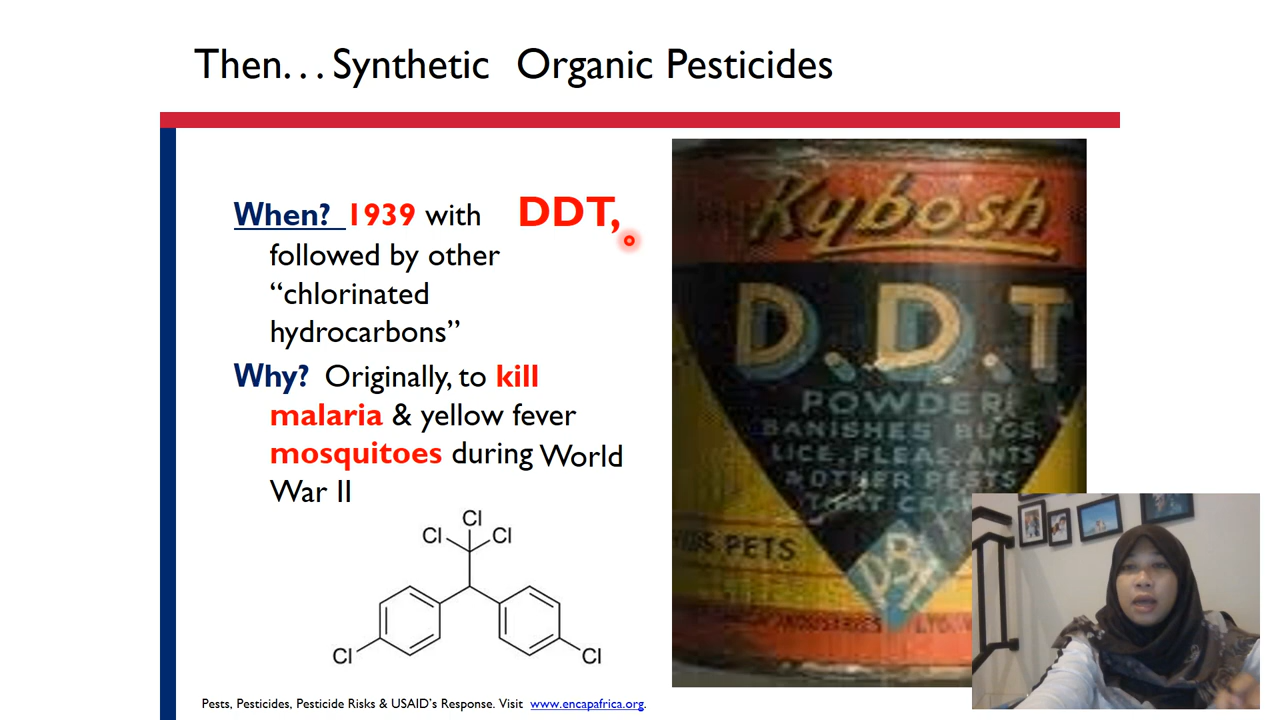 Then. . . Synthetic Organic Pesticides
When? 1939 with DDT,
followed by other
“chlorinated
hydrocarbons”
Why? Originally, to kill
malaria & yellow fever
mosquitoes during World
War II
Cl
Cl Cl
Cl Cl
Pests, Pesticides, Pesticide Risks & USAID's Response. Visit www.encapafrica.org.
Kybosh
D.D.T
POWDER
BANISHES BUGS,
LICE, FLEAS, ANTS
& OTHER PESTS
PETS